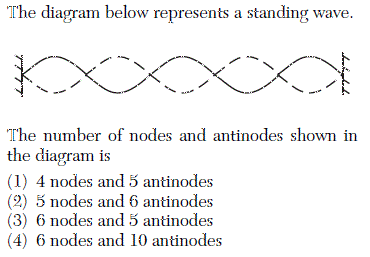 The diagram below represents a standing wave.
The number of nodes and antinodes shown in
the diagram is
(1) 4 nodes and 5 antinodes
(2) 5 nodes and 6 antinodes
(3) 6 nodes and 5 antinodes
(4) 6 nodes and 10 antinodes